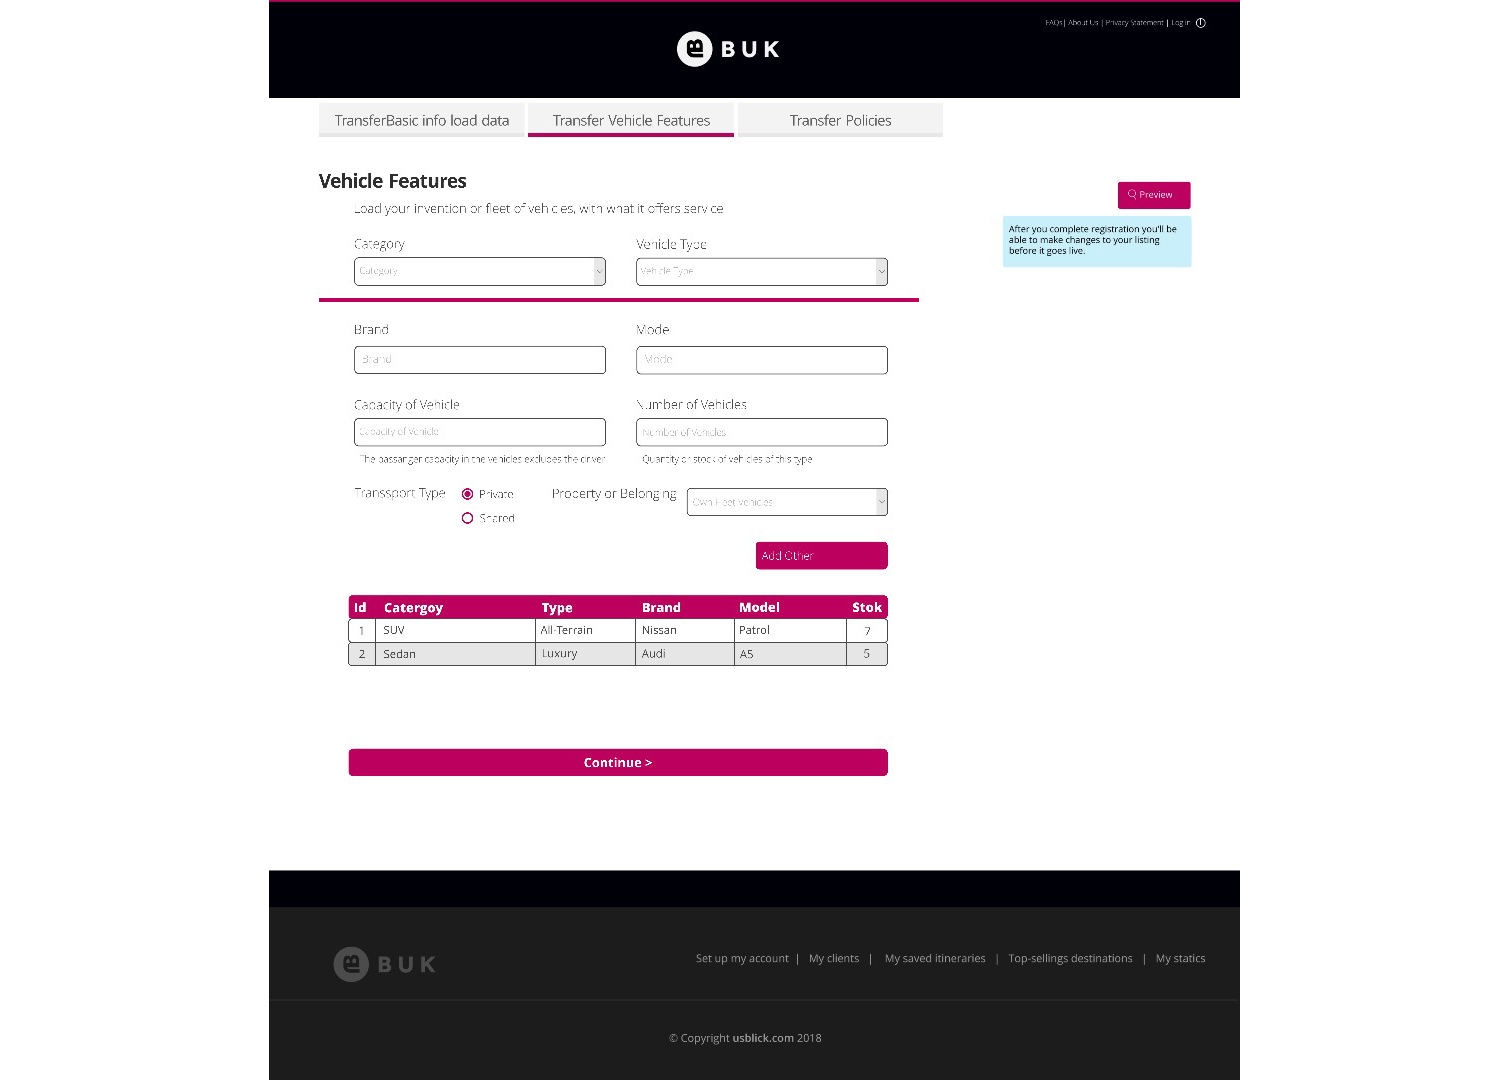 FAQs| About Us | Privacy Statement | Log in
BUK
TransferBasic info load data
Transfer Vehicle Features
Transfer Policies
Vehicle Features
Load your invention or fleet of vehicles, with what it offers service
Preview
After you complete registration you'll be
able to make changes to your listing
before it goes live.
Category
Vehicle Type
Category
Vehicle Type
Brand
Model
Brand
Model
Capacity of Vehicle
Number of Vehicles
Capacity of Vehicle
Number of Vehicles
The passanger capacity in the vehicles excludes the driver
Quantity or stock of vehicles of this type
Transsport Type
Private
Property or Belonging
Own Fleet Vehicles
Shared
Add Other
Id Catergoy Type Brand Model Stok
1 SUV All-Terrain Nissan Patrol 7
2 Sedan Luxury Audi A5 5
Continue >
BUK
Set up my account | My clients | My saved itineraries | Top-sellings destinations | My statics
© Copyright usblick.com 2018